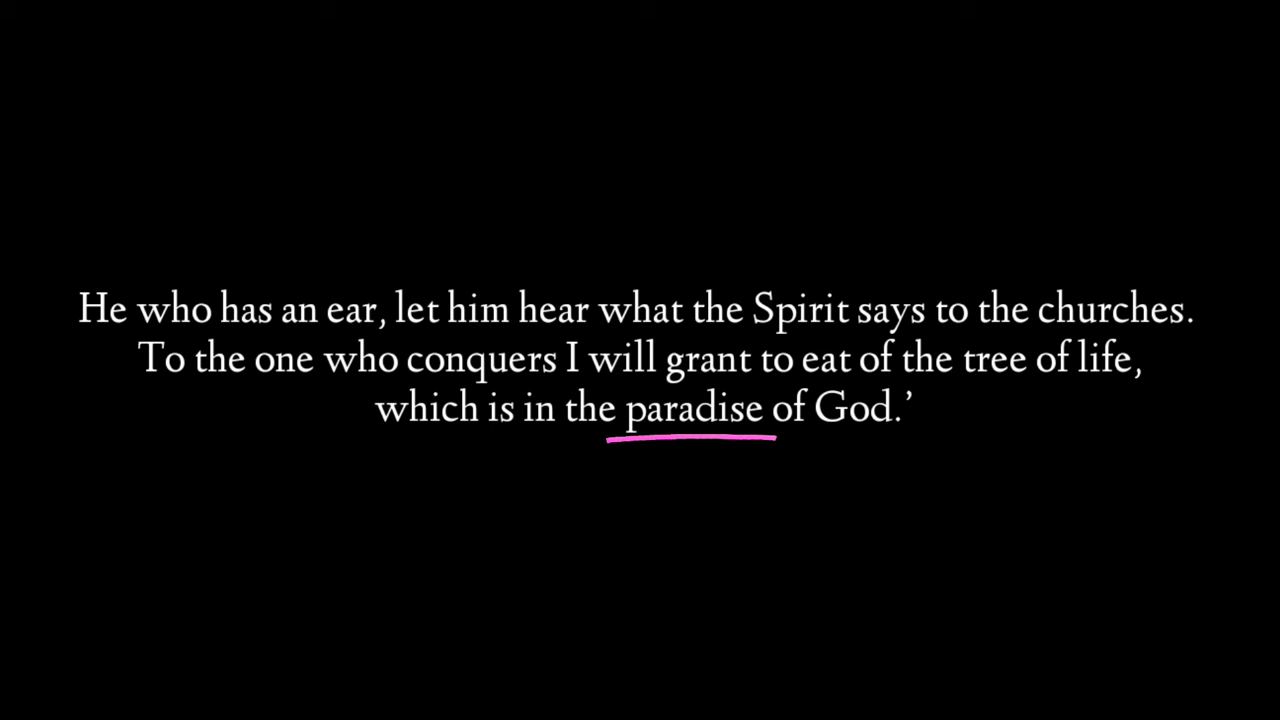 He who has an ear, let him hear what the Spirit says to the churches.
To the one who conquers I will grant to eat of the tree of life,
which is in the paradise of God.’